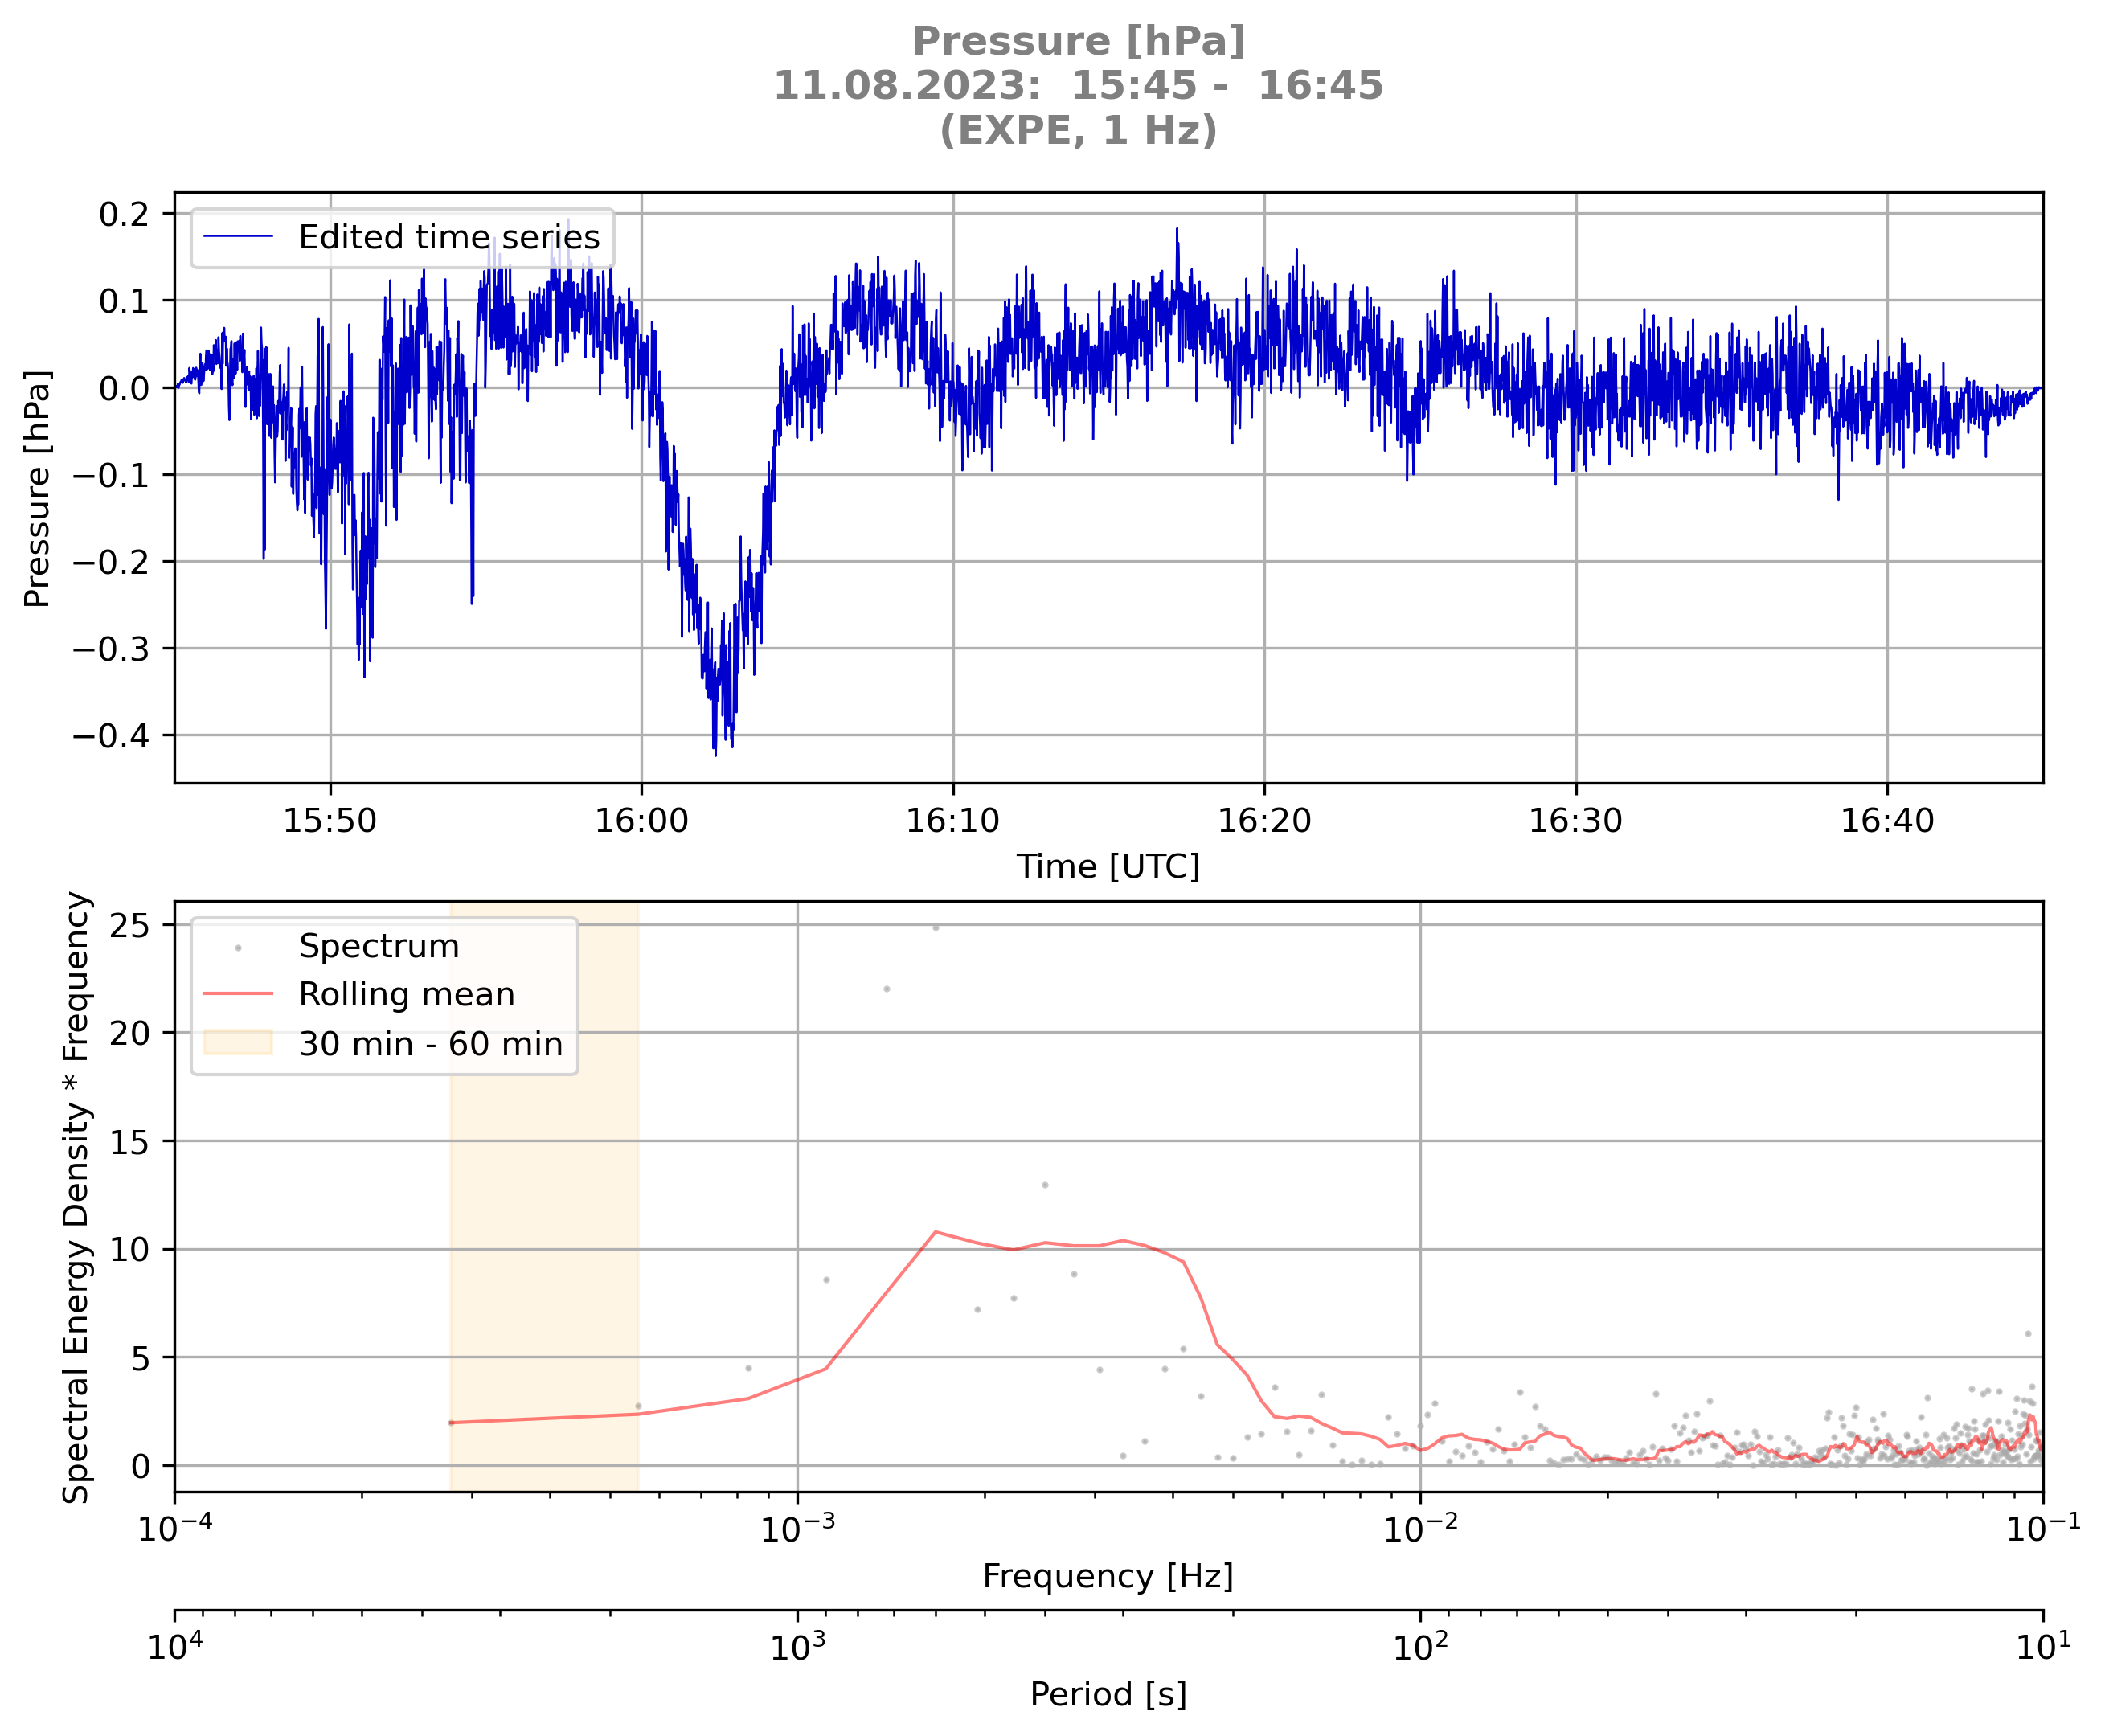 Pressure [hPa]
11.08.2023:  15:45 -  16:45
(EXPE, 1 Hz)
Edited time series
Pressure [hPa]
0.2
0.1
0.0
−0.1
−0.2
−0.3
−0.4
15:50 16:00 16:10 16:20 16:30 16:40
Time [UTC]
Spectrum
Rolling mean
30 min - 60 min
Spectral Energy Density * Frequency
25
20
15
10
5
0
10⁻⁴ 10⁻³ 10⁻² 10⁻¹
Frequency [Hz]
10⁴ 10³ 10² 10¹
Period [s]